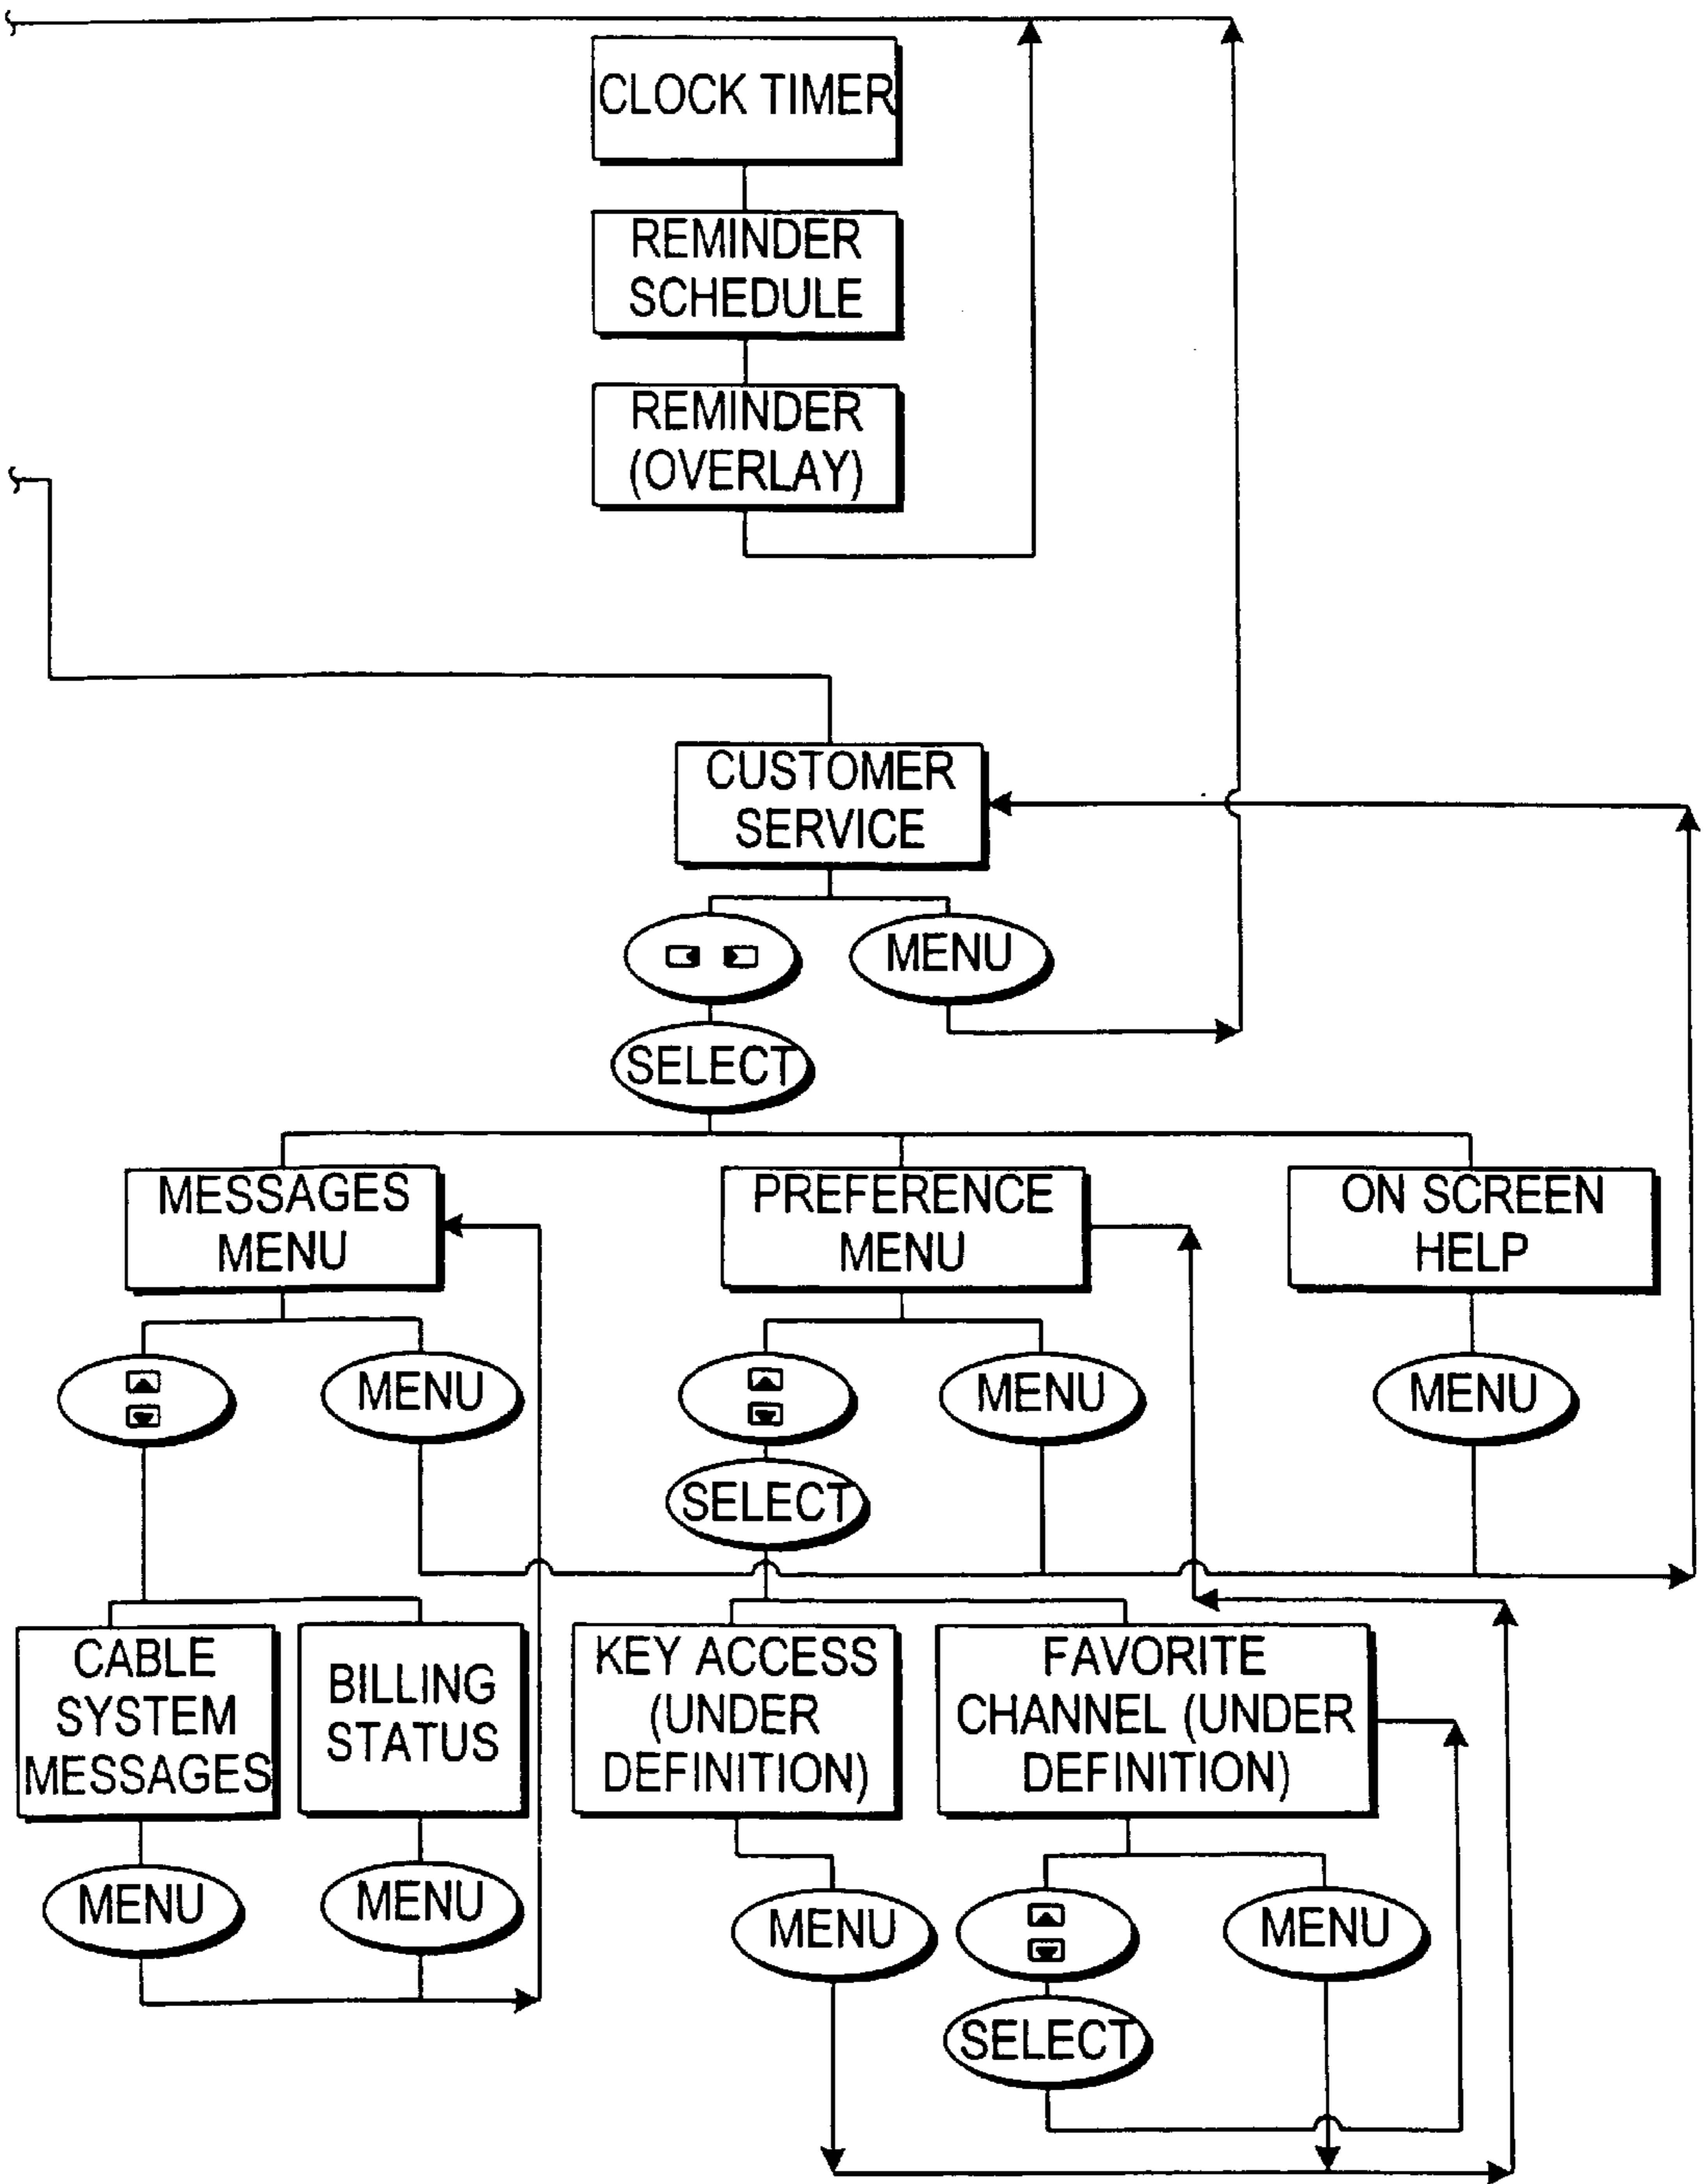 CLOCK TIMER
REMINDER
SCHEDULE
REMINDER
(OVERLAY)
CUSTOMER
SERVICE
MENU
SELECT
MESSAGES
MENU
PREFERENCE
MENU
ON SCREEN
HELP
MENU
MENU
MENU
SELECT
CABLE
SYSTEM
MESSAGES
BILLING
STATUS
KEY ACCESS
(UNDER
DEFINITION)
FAVORITE
CHANNEL (UNDER
DEFINITION)
MENU
MENU
MENU
MENU
SELECT